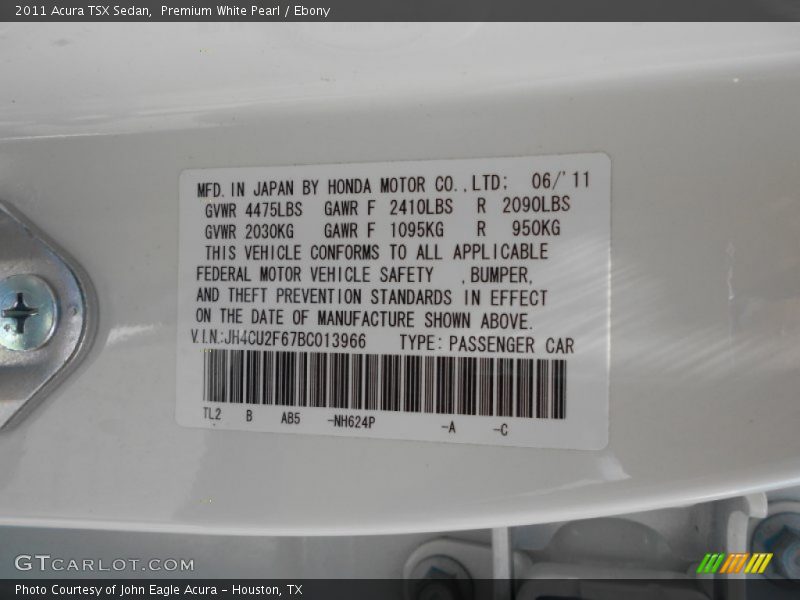 2011 Acura TSX Sedan, Premium White Pearl / Ebony
MFD. IN JAPAN BY HONDA MOTOR CO., LTD; 06/'11
GVWR 4475LBS GAWR F 2410LBS R 2090LBS
GVWR 2030KG GAWR F 1095KG R 950KG
THIS VEHICLE CONFORMS TO ALL APPLICABLE
FEDERAL MOTOR VEHICLE SAFETY , BUMPER,
AND THEFT PREVENTION STANDARDS IN EFFECT
ON THE DATE OF MANUFACTURE SHOWN ABOVE.
V.I.N.:JH4CU2F67BC013966 TYPE: PASSENGER CAR
TL2 B AB5 -NH624P -A -C
GTCARLOT.COM
Photo Courtesy of John Eagle Acura - Houston, TX